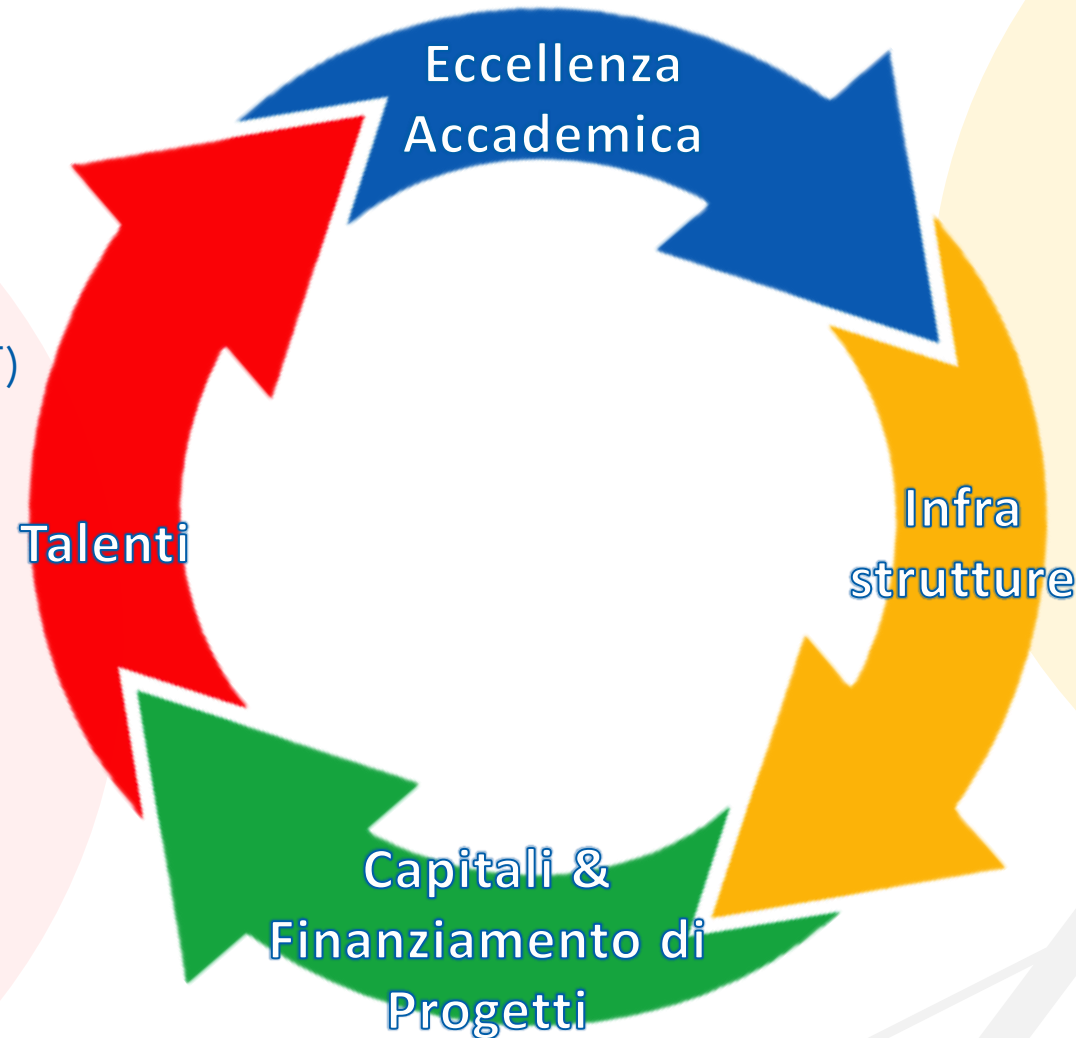 Eccellenza
Accademica
)
Talenti
Infra
strutture
Capitali &
Finanziamento di
Progetti